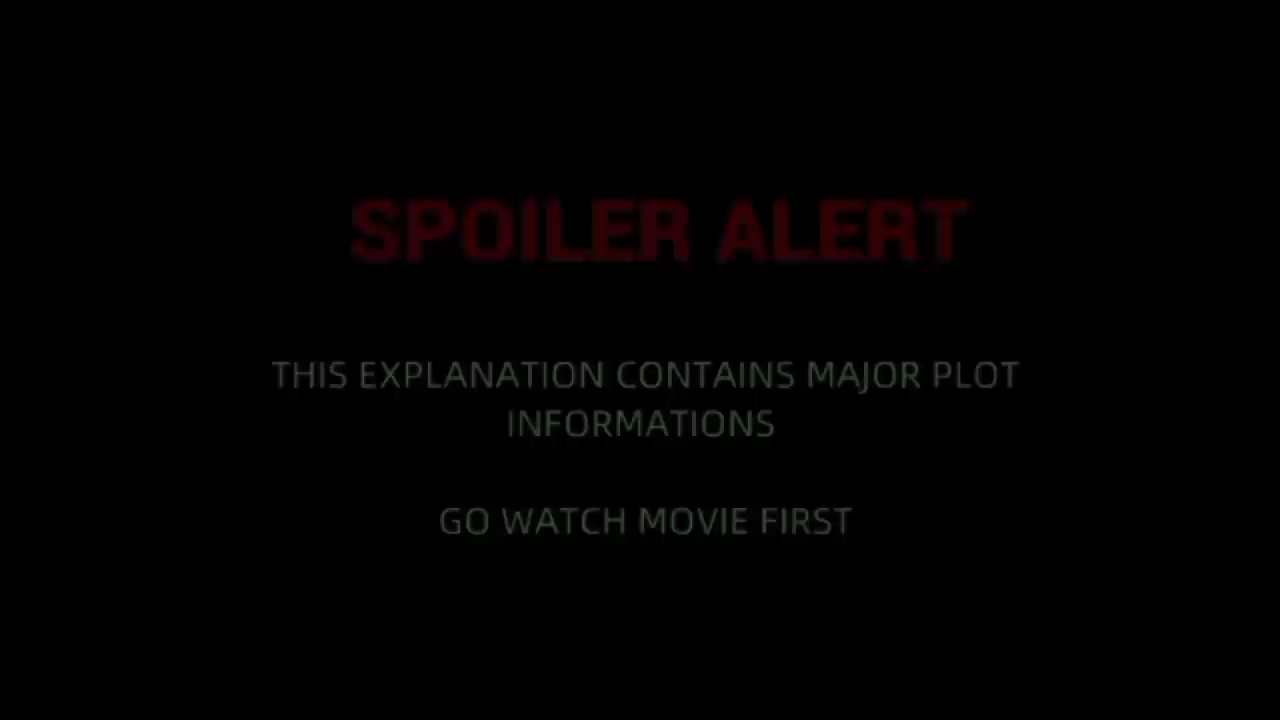 SPOILER ALERT
THIS EXPLANATION CONTAINS MAJOR PLOT
INFORMATIONS
GO WATCH MOVIE FIRST